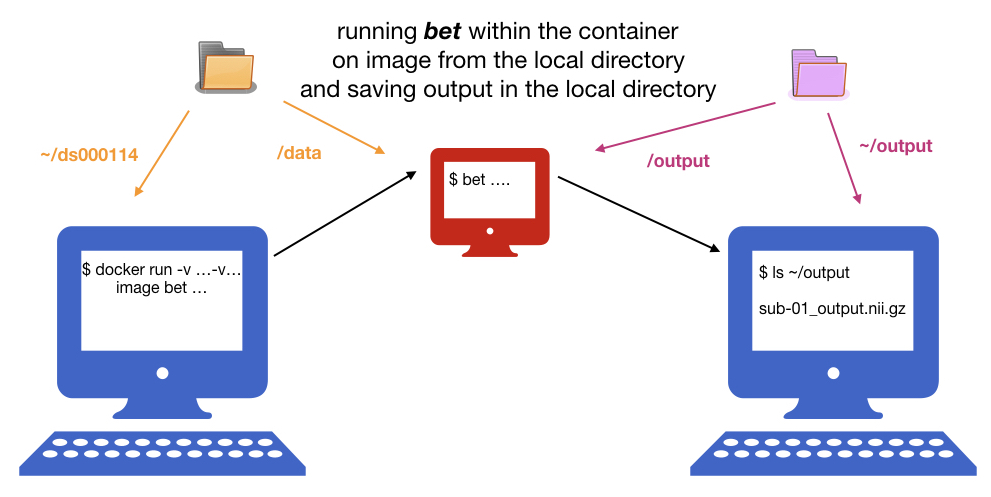 running bet within the container
on image from the local directory
and saving output in the local directory
~/ds000114
/data
/output
~/output
$ bet ….
$ docker run -v …-v…
image bet …
$ ls ~/output
sub-01_output.nii.gz